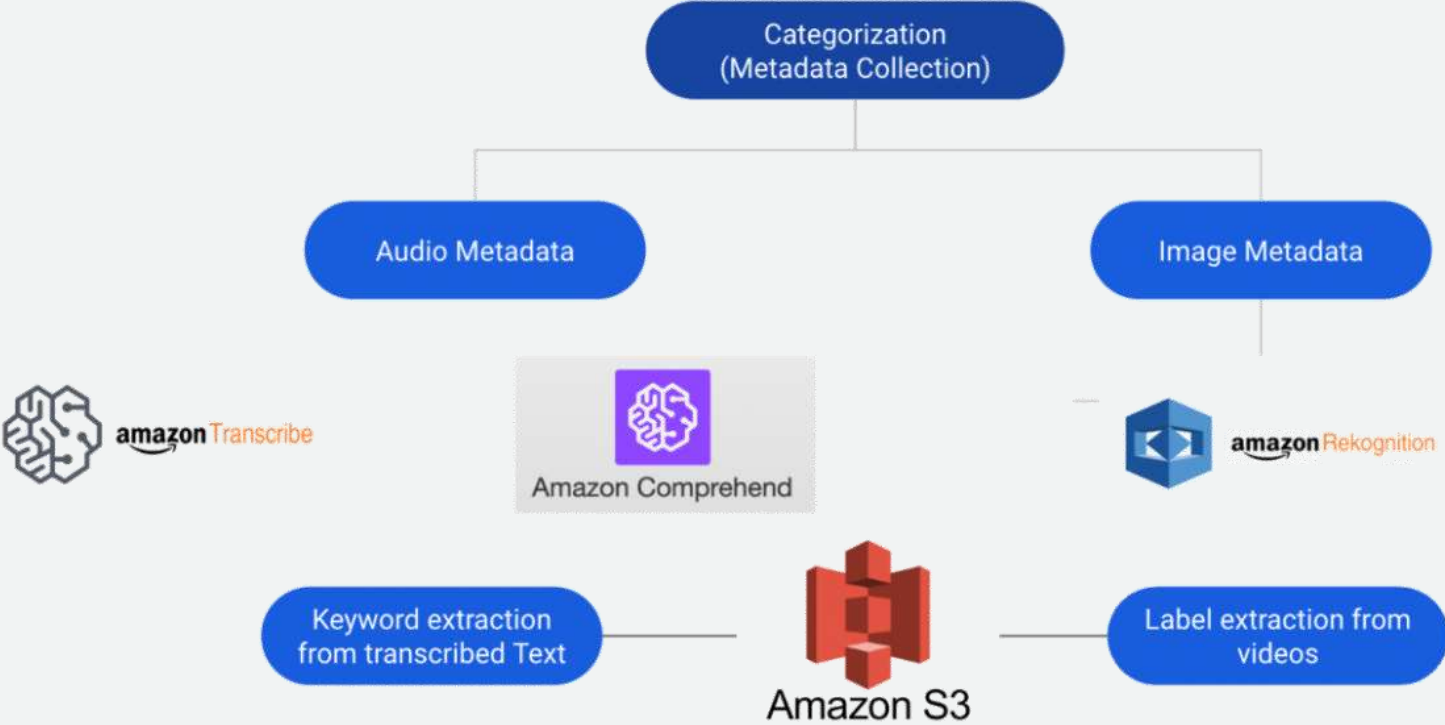 Categorization
(Metadata Collection)
Audio Metadata
Image Metadata
amazon Transcribe
Amazon Comprehend
amazon Rekognition
Keyword extraction
from transcribed Text
Amazon S3
Label extraction from
videos